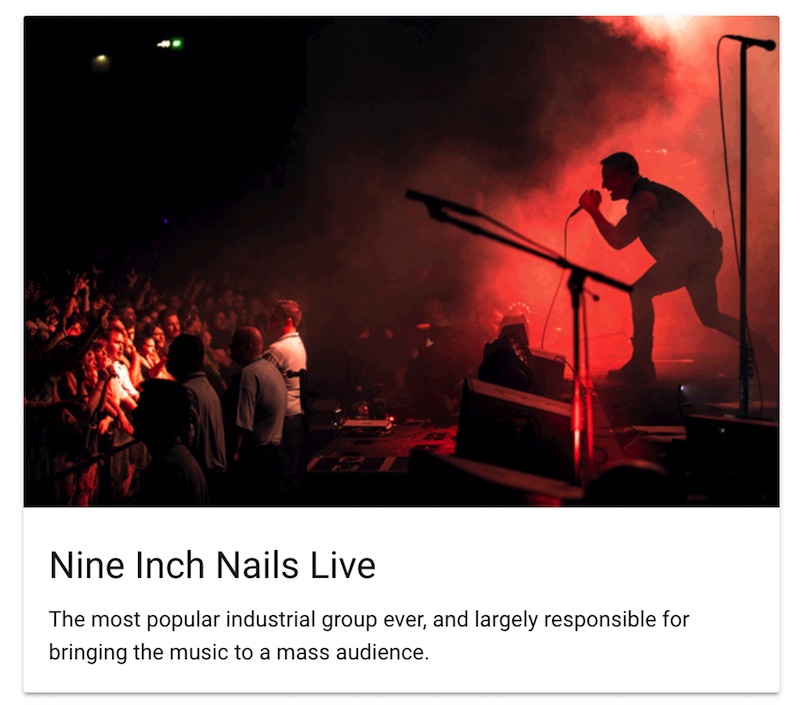 Nine Inch Nails Live
The most popular industrial group ever, and largely responsible for
bringing the music to a mass audience.